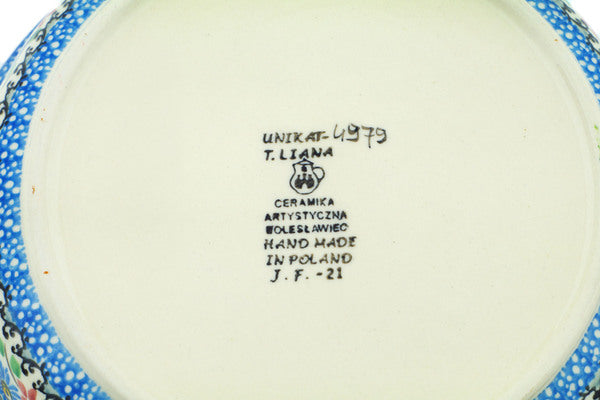 UNIKAT-4979
T. LIANA
CERAMIKA
ARTYSTYCZNA
BOLESŁAWIEC
HAND MADE
IN POLAND
J.F.-21